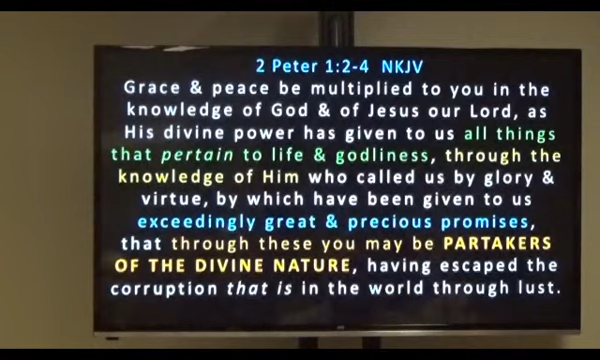 2 Peter 1:2-4 NKJV
Grace & peace be multiplied to you in the
knowledge of God & of Jesus our Lord, as
His divine power has given to us all things
that pertain to life & godliness, through the
knowledge of Him who called us by glory &
virtue, by which have been given to us
exceedingly great & precious promises,
that through these you may be PARTAKERS
OF THE DIVINE NATURE, having escaped the
corruption that is in the world through lust.